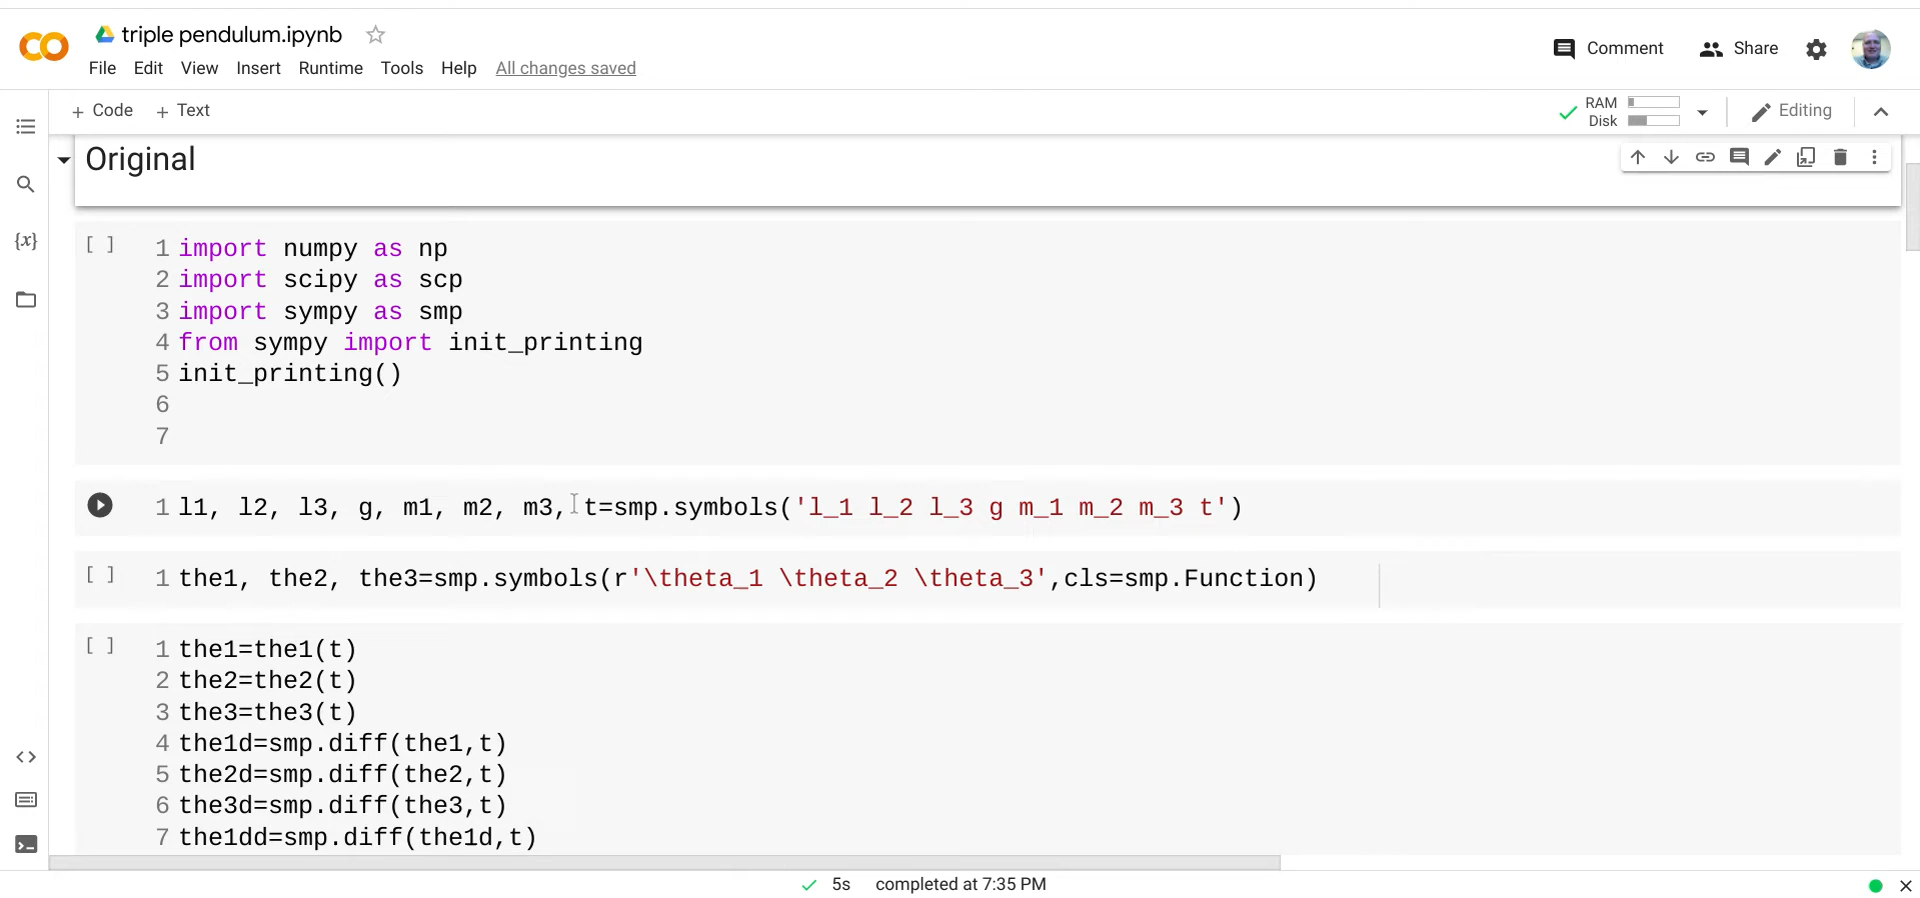 triple pendulum.ipynb
File Edit View Insert Runtime Tools Help All changes saved
Comment Share
+ Code + Text
RAM
Disk
Editing
Original
[ ] 1 import numpy as np
2 import scipy as scp
3 import sympy as smp
4 from sympy import init_printing
5 init_printing()
6
7
1 l1, l2, l3, g, m1, m2, m3, t=smp.symbols('l_1 l_2 l_3 g m_1 m_2 m_3 t')
[ ] 1 the1, the2, the3=smp.symbols(r'\theta_1 \theta_2 \theta_3',cls=smp.Function)
[ ] 1 the1=the1(t)
2 the2=the2(t)
3 the3=the3(t)
4 the1d=smp.diff(the1,t)
5 the2d=smp.diff(the2,t)
6 the3d=smp.diff(the3,t)
7 the1dd=smp.diff(the1d,t)
5s completed at 7:35 PM